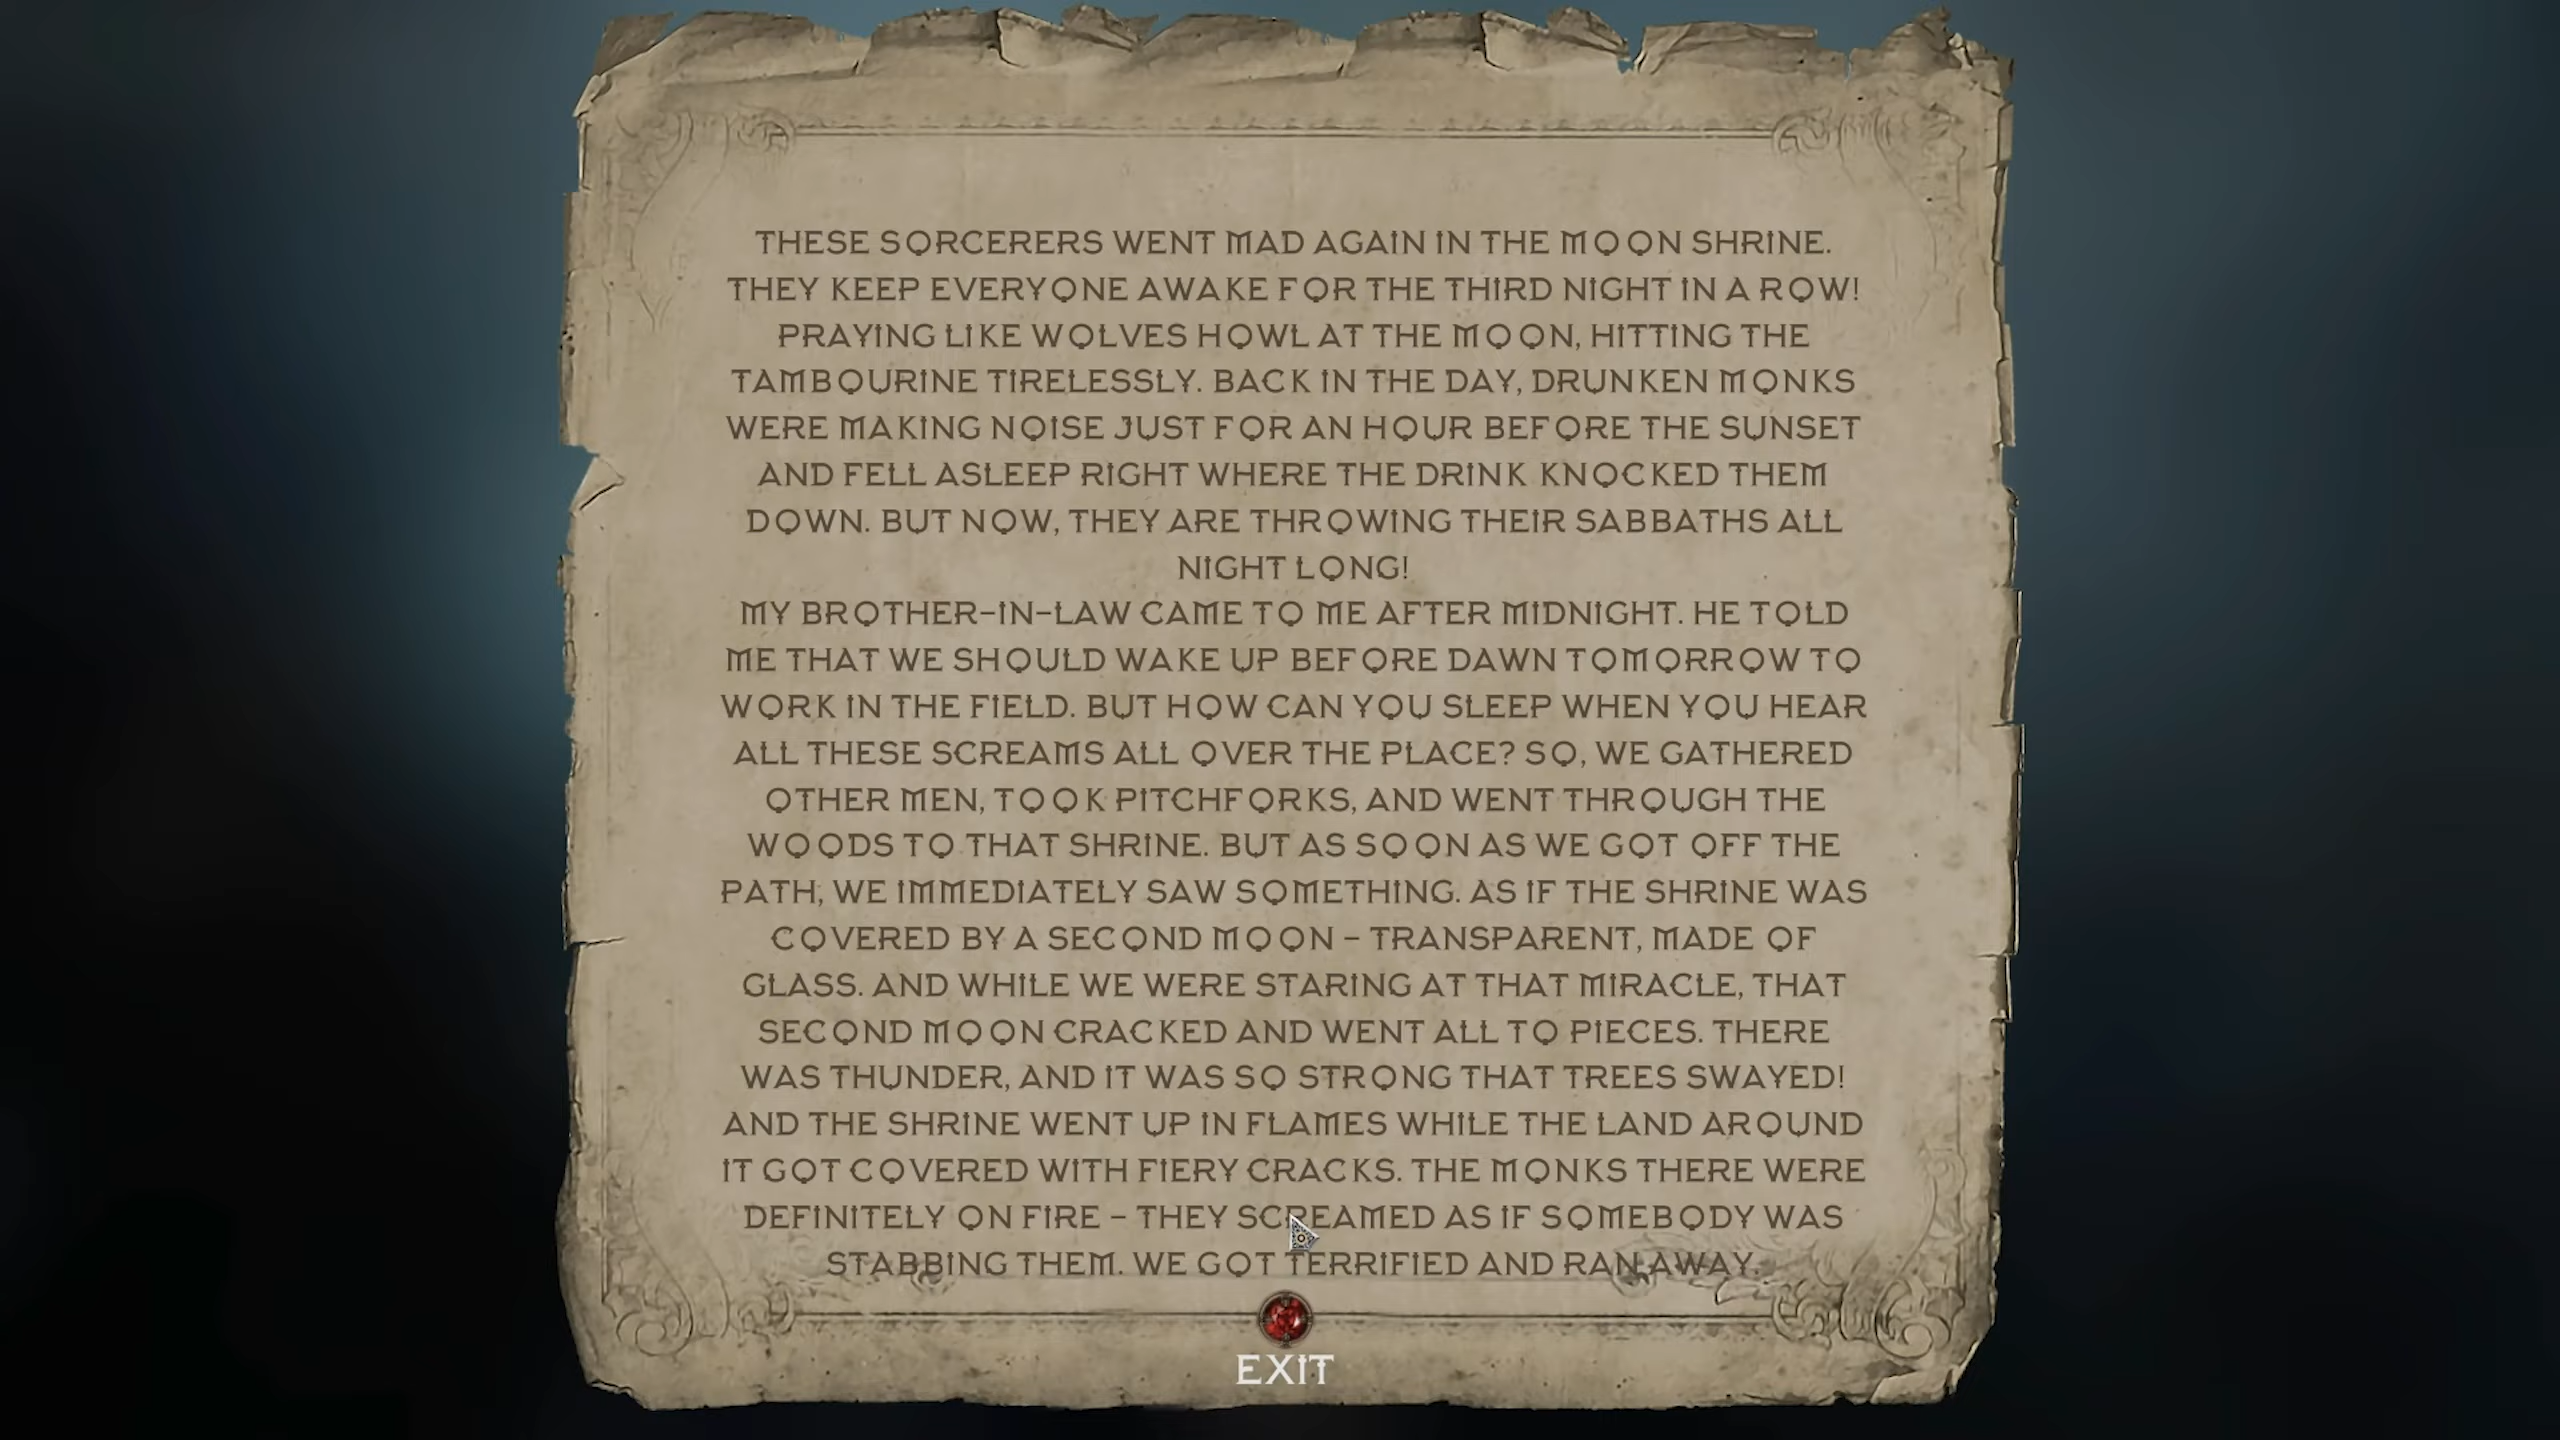 THESE SORCERERS WENT MAD AGAIN IN THE MOON SHRINE.
THEY KEEP EVERYONE AWAKE FOR THE THIRD NIGHT IN A ROW!
PRAYING LIKE WOLVES HOWL AT THE MOON, HITTING THE
TAMBOURINE TIRELESSLY. BACK IN THE DAY, DRUNKEN MONKS
WERE MAKING NOISE JUST FOR AN HOUR BEFORE THE SUNSET
AND FELL ASLEEP RIGHT WHERE THE DRINK KNOCKED THEM
DOWN. BUT NOW, THEY ARE THROWING THEIR SABBATHS ALL
NIGHT LONG!
MY BROTHER-IN-LAW CAME TO ME AFTER MIDNIGHT. HE TOLD
ME THAT WE SHOULD WAKE UP BEFORE DAWN TOMORROW TO
WORK IN THE FIELD. BUT HOW CAN YOU SLEEP WHEN YOU HEAR
ALL THESE SCREAMS ALL OVER THE PLACE? SO, WE GATHERED
OTHER MEN, TOOK PITCHFORKS, AND WENT THROUGH THE
WOODS TO THAT SHRINE. BUT AS SOON AS WE GOT OFF THE
PATH, WE IMMEDIATELY SAW SOMETHING. AS IF THE SHRINE WAS
COVERED BY A SECOND MOON - TRANSPARENT, MADE OF
GLASS. AND WHILE WE WERE STARING AT THAT MIRACLE, THAT
SECOND MOON CRACKED AND WENT ALL TO PIECES. THERE
WAS THUNDER, AND IT WAS SO STRONG THAT TREES SWAYED!
AND THE SHRINE WENT UP IN FLAMES WHILE THE LAND AROUND
IT GOT COVERED WITH FIERY CRACKS. THE MONKS THERE WERE
DEFINITELY ON FIRE - THEY SCREAMED AS IF SOMEBODY WAS
STABBING THEM. WE GOT TERRIFIED AND RAN AWAY.
EXIT